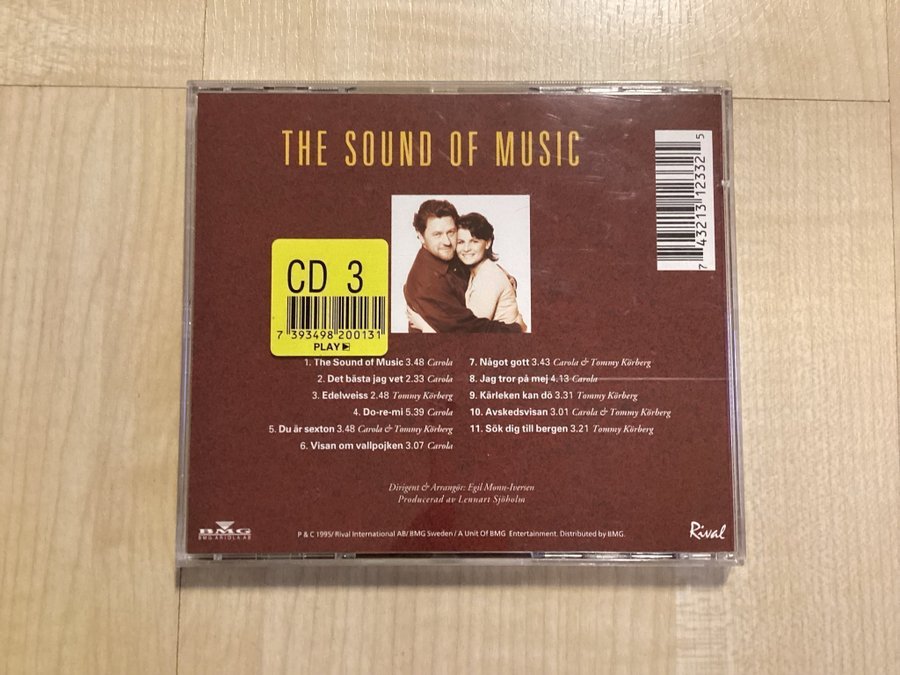 THE SOUND OF MUSIC
7 43213 12332 5
CD 3
7 393498 200131
PLAY
1. The Sound of Music 3.48 Carola
2. Det bästa jag vet 2.33 Carola
3. Edelweiss 2.48 Tommy Körberg
4. Do-re-mi 5.39 Carola
5. Du är sexton 3.48 Carola & Tommy Körberg
6. Visan om vallpojken 3.07 Carola
7. Något gott 3.43 Carola & Tommy Körberg
8. Jag tror på mej 4.13 Carola
9. Kärleken kan dö 3.31 Tommy Körberg
10. Avskedsvisan 3.01 Carola & Tommy Körberg
11. Sök dig till bergen 3.21 Tommy Körberg
Dirigent & Arrangör: Egil Monn-Iversen
Producerad av Lennart Sjöholm
BMG
BMG ARIOLA AB
P & C 1995/ Rival International AB/ BMG Sweden / A Unit Of BMG Entertainment. Distributed by BMG.
Rival